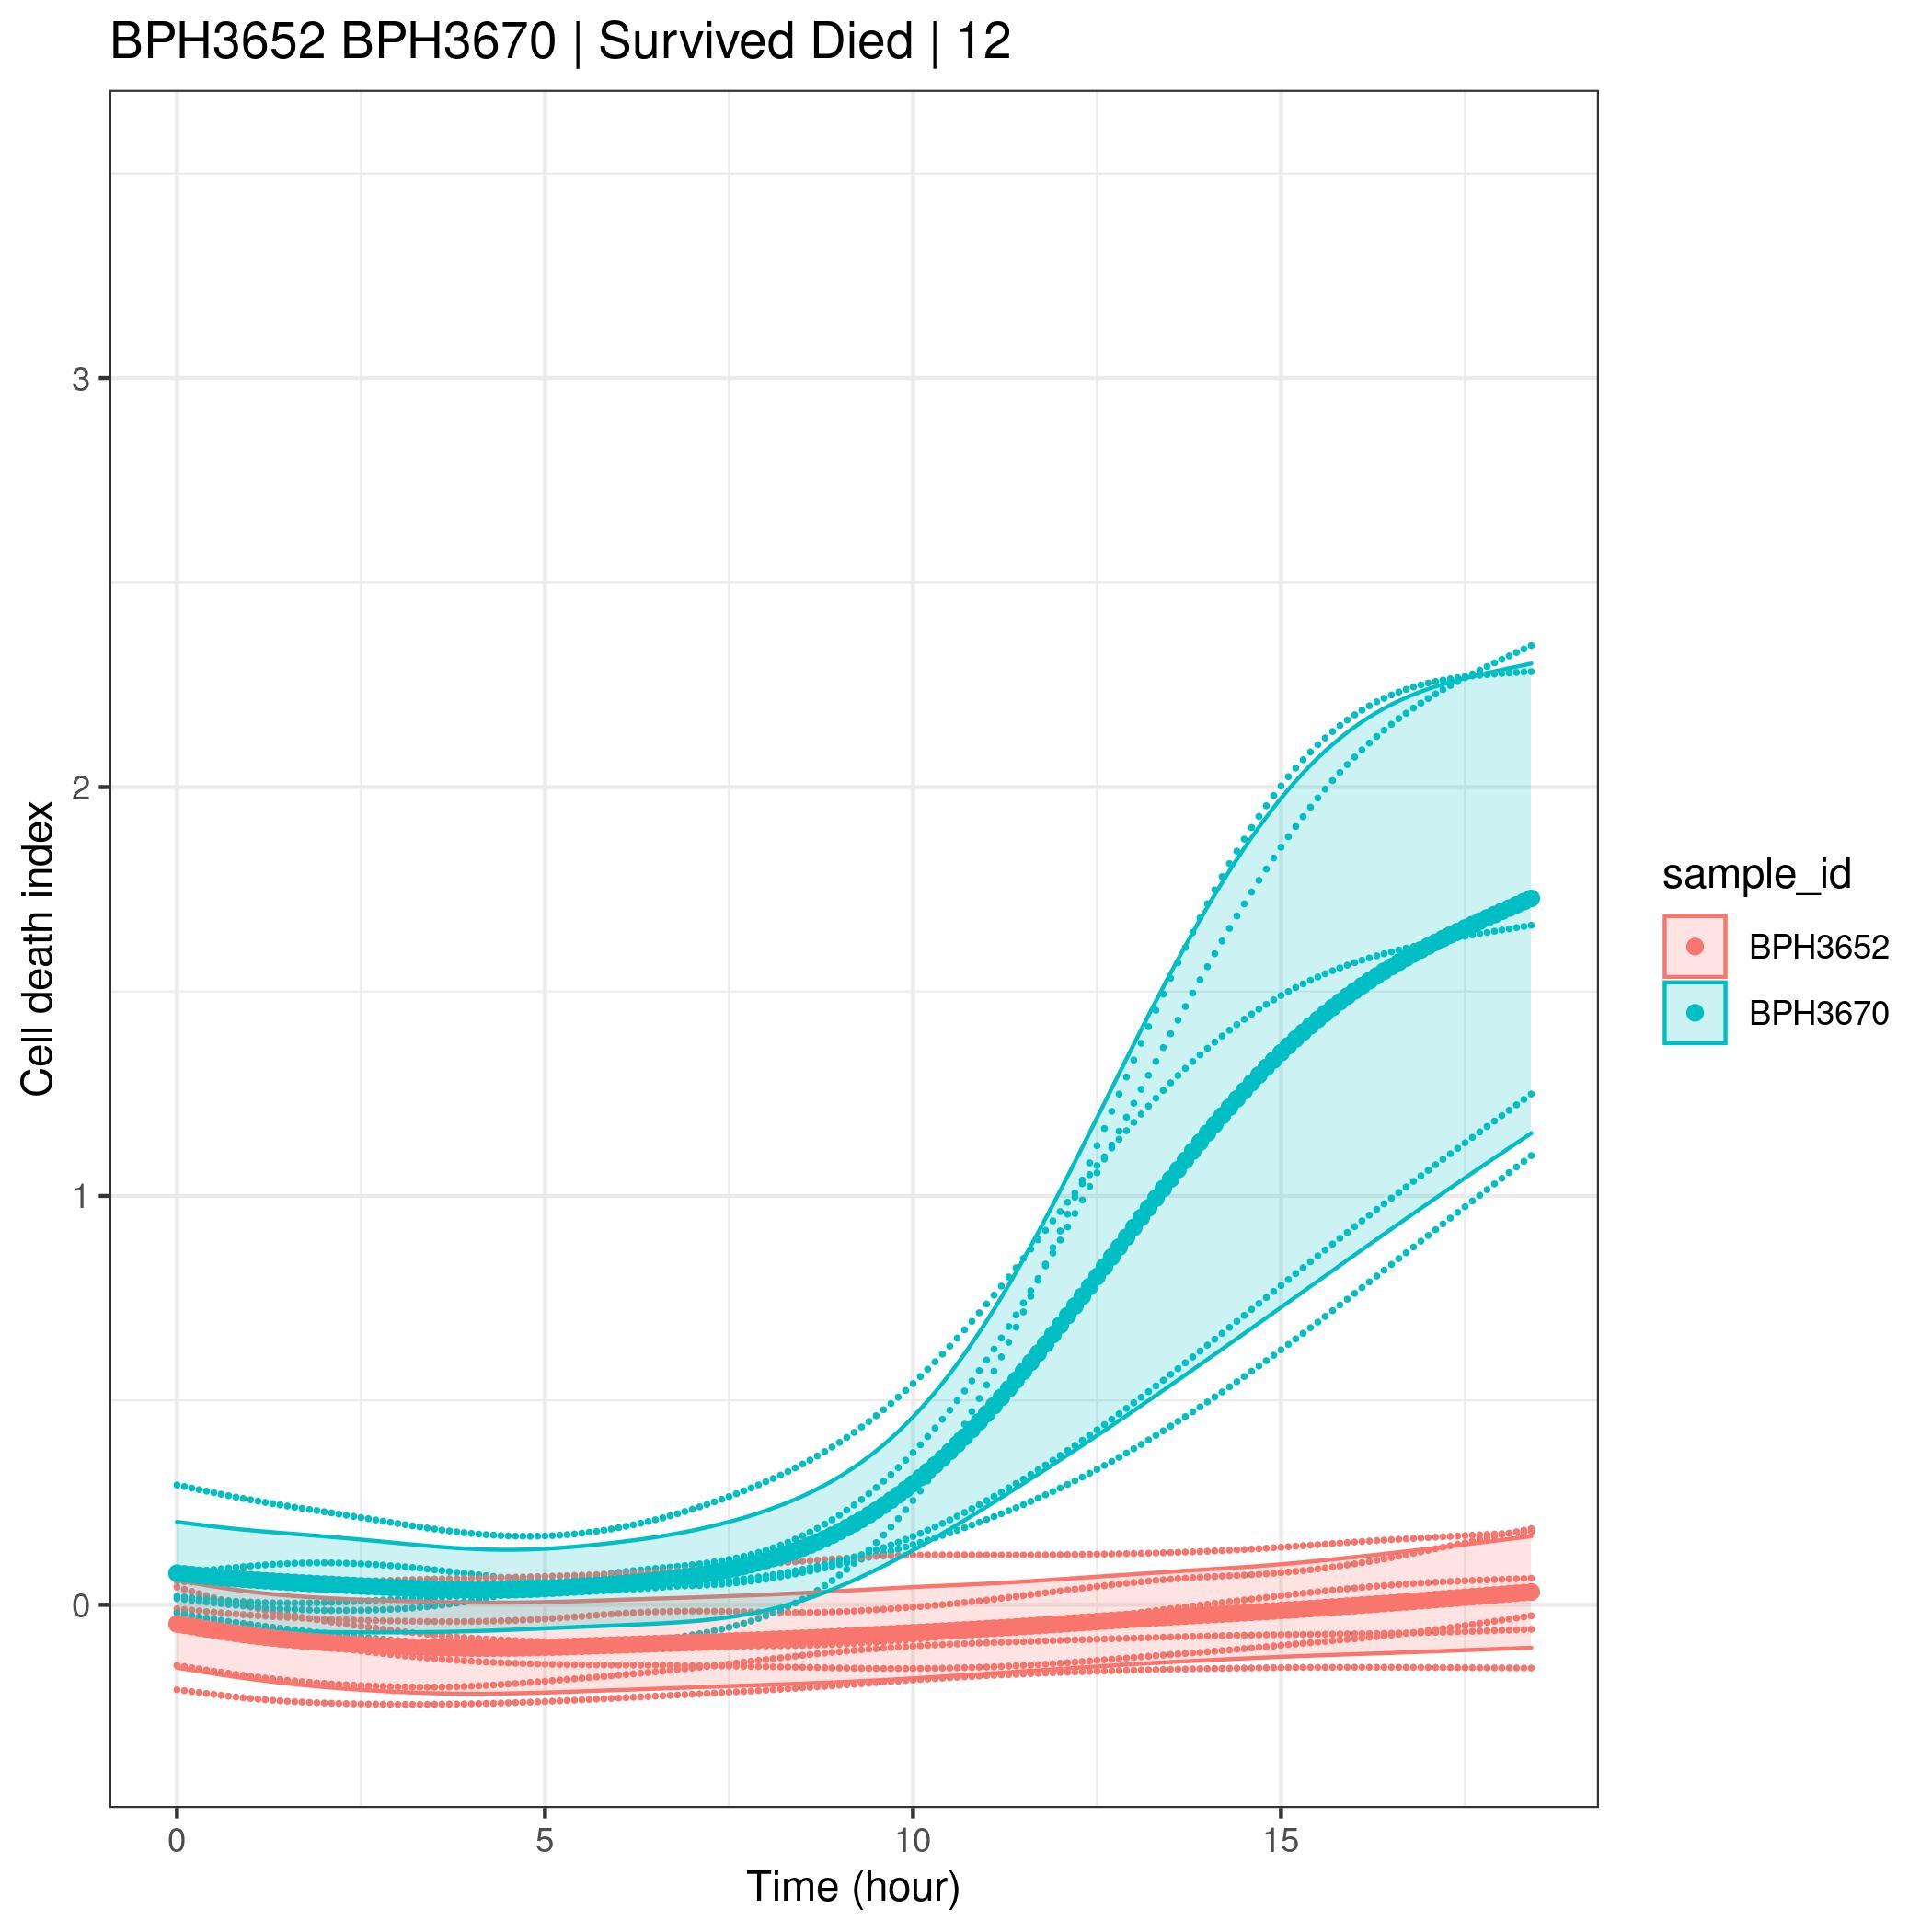 BPH3652 BPH3670 | Survived Died | 12
3
2
1
0
Cell death index
0 5 10 15
Time (hour)
sample_id
BPH3652
BPH3670